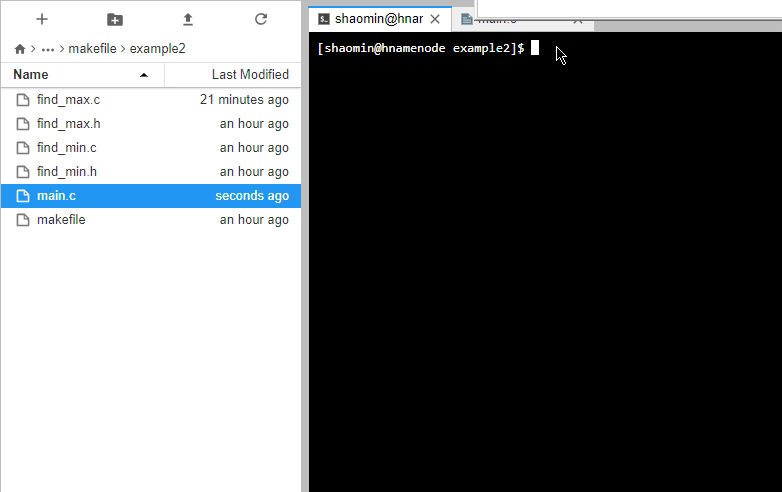 shaomin@hnar
main.c
makefile example2
[shaomin@hnamenode example2]$
Name Last Modified
find_max.c 21 minutes ago
find_max.h an hour ago
find_min.c an hour ago
find_min.h an hour ago
main.c seconds ago
makefile an hour ago